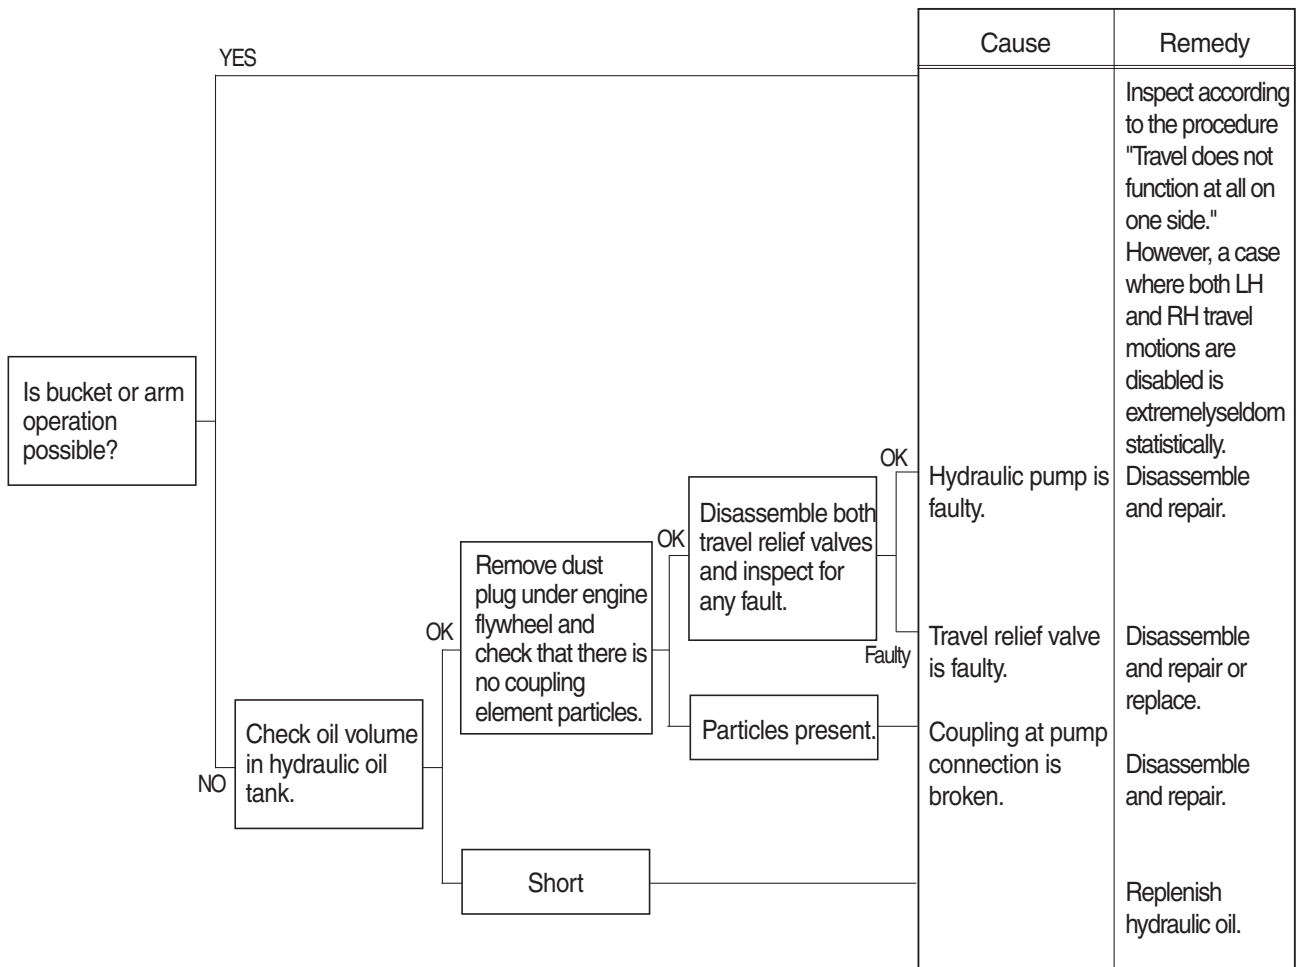 Cause
Remedy
YES
Inspect according
to the procedure
"Travel does not
function at all on
one side."
However, a case
where both LH
and RH travel
motions are
disabled is
extremelyseldom
statistically.
Is bucket or arm
operation
possible?
OK
Hydraulic pump is
faulty.
Disassemble
and repair.
Disassemble both
travel relief valves
and inspect for
any fault.
OK
Remove dust
plug under engine
flywheel and
check that there is
no coupling
element particles.
OK
Faulty
Travel relief valve
is faulty.
Disassemble
and repair or
replace.
Particles present.
Coupling at pump
connection is
broken.
Disassemble
and repair.
NO
Check oil volume
in hydraulic oil
tank.
Short
Replenish
hydraulic oil.